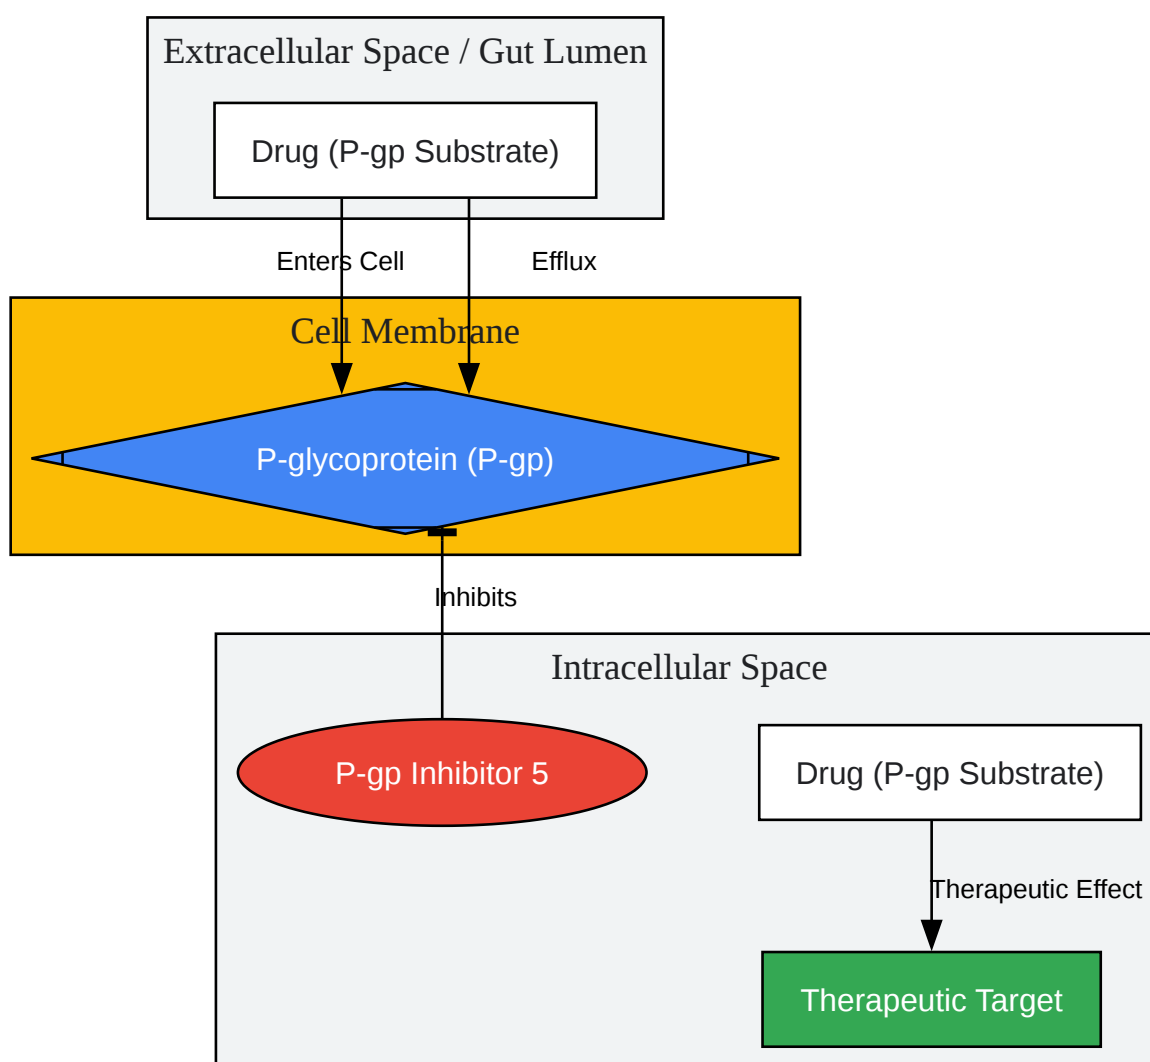 Extracellular Space / Gut Lumen
Drug (P-gp Substrate)
Enters Cell
Efflux
Cell Membrane
P-glycoprotein (P-gp)
Inhibits
Intracellular Space
P-gp Inhibitor 5
Drug (P-gp Substrate)
Therapeutic Effect
Therapeutic Target